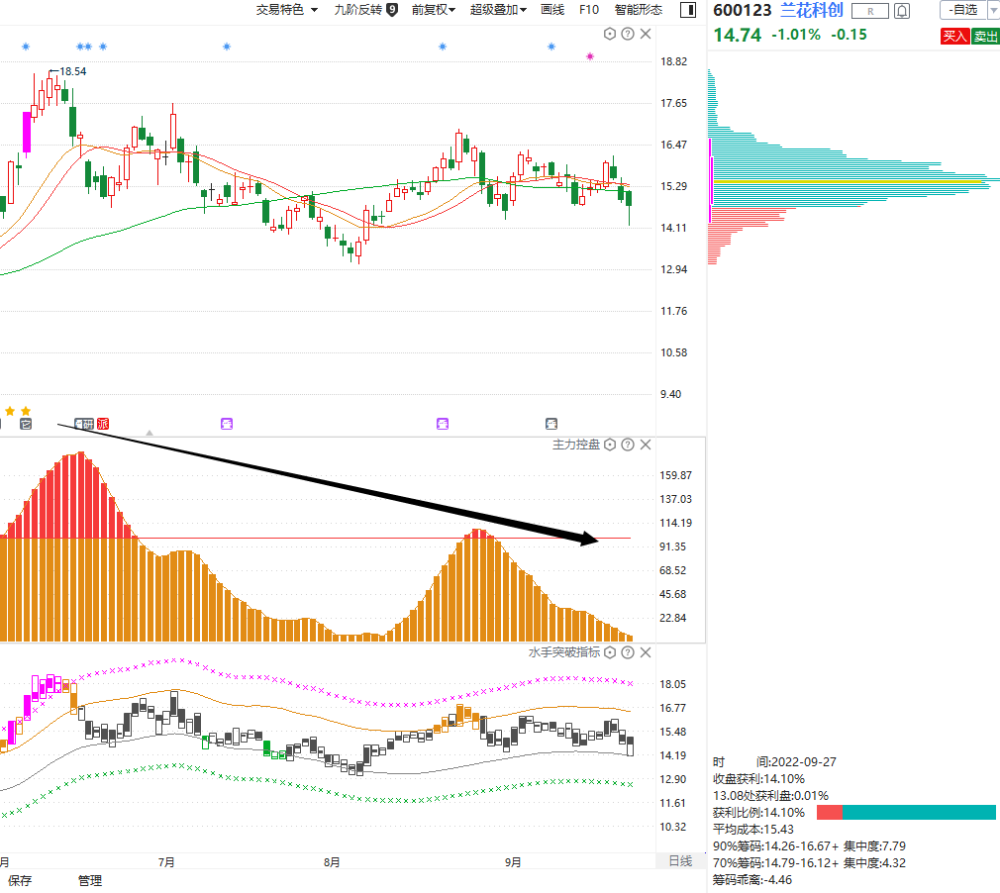 交易特色 九阶反转 9 前复权 超级叠加 画线 F10 智能形态
600123 兰花科创 R -自选
14.74 -1.01% -0.15 买入 卖出
18.54
18.82
17.65
16.47
15.29
14.11
12.94
11.76
10.58
9.40
研 派
主力控盘
159.87
137.03
114.19
91.35
68.52
45.68
22.84
水手突破指标
18.05
16.77
15.48
14.19
12.90
11.61
10.32
月 7月 8月 9月 日线
保存 管理
时 间:2022-09-27
收盘获利:14.10%
13.08处获利盘:0.01%
获利比例:14.10%
平均成本:15.43
90%筹码:14.26-16.67+ 集中度:7.79
70%筹码:14.79-16.12+ 集中度:4.32
筹码乖离:-4.46